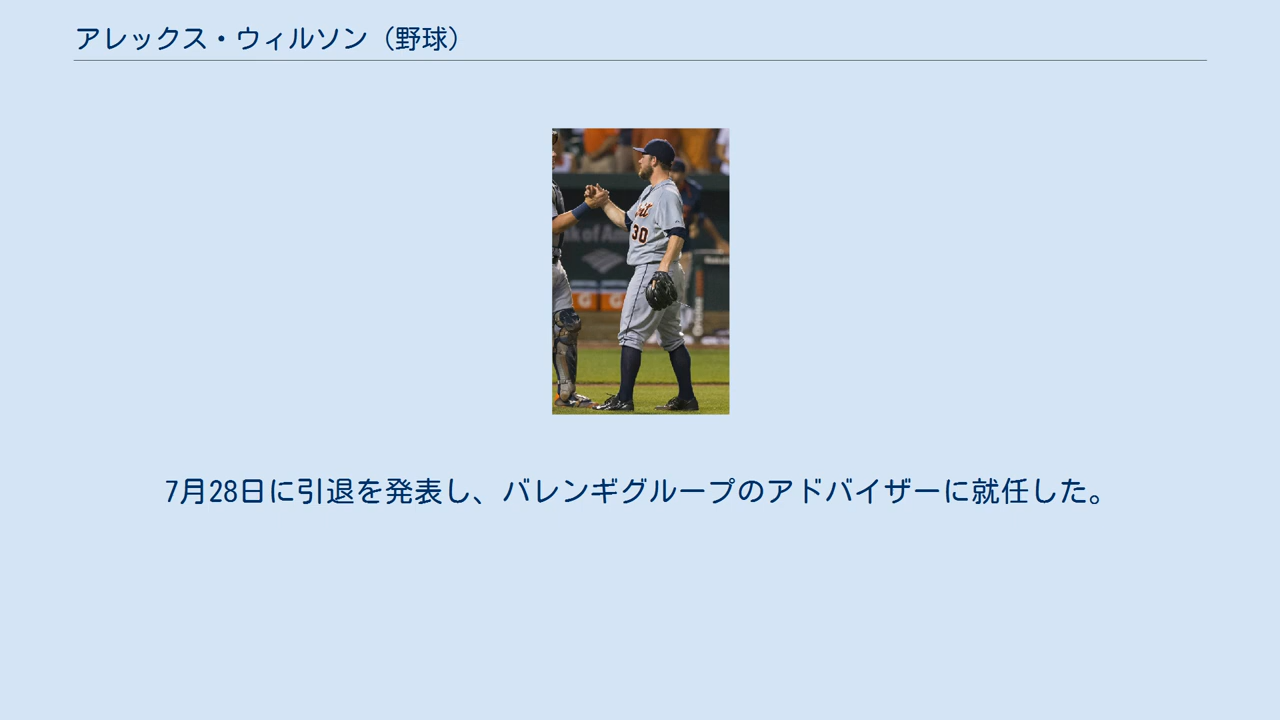 アレックス・ウィルソン（野球）
30
7月28日に引退を発表し、バレンギグループのアドバイザーに就任した。